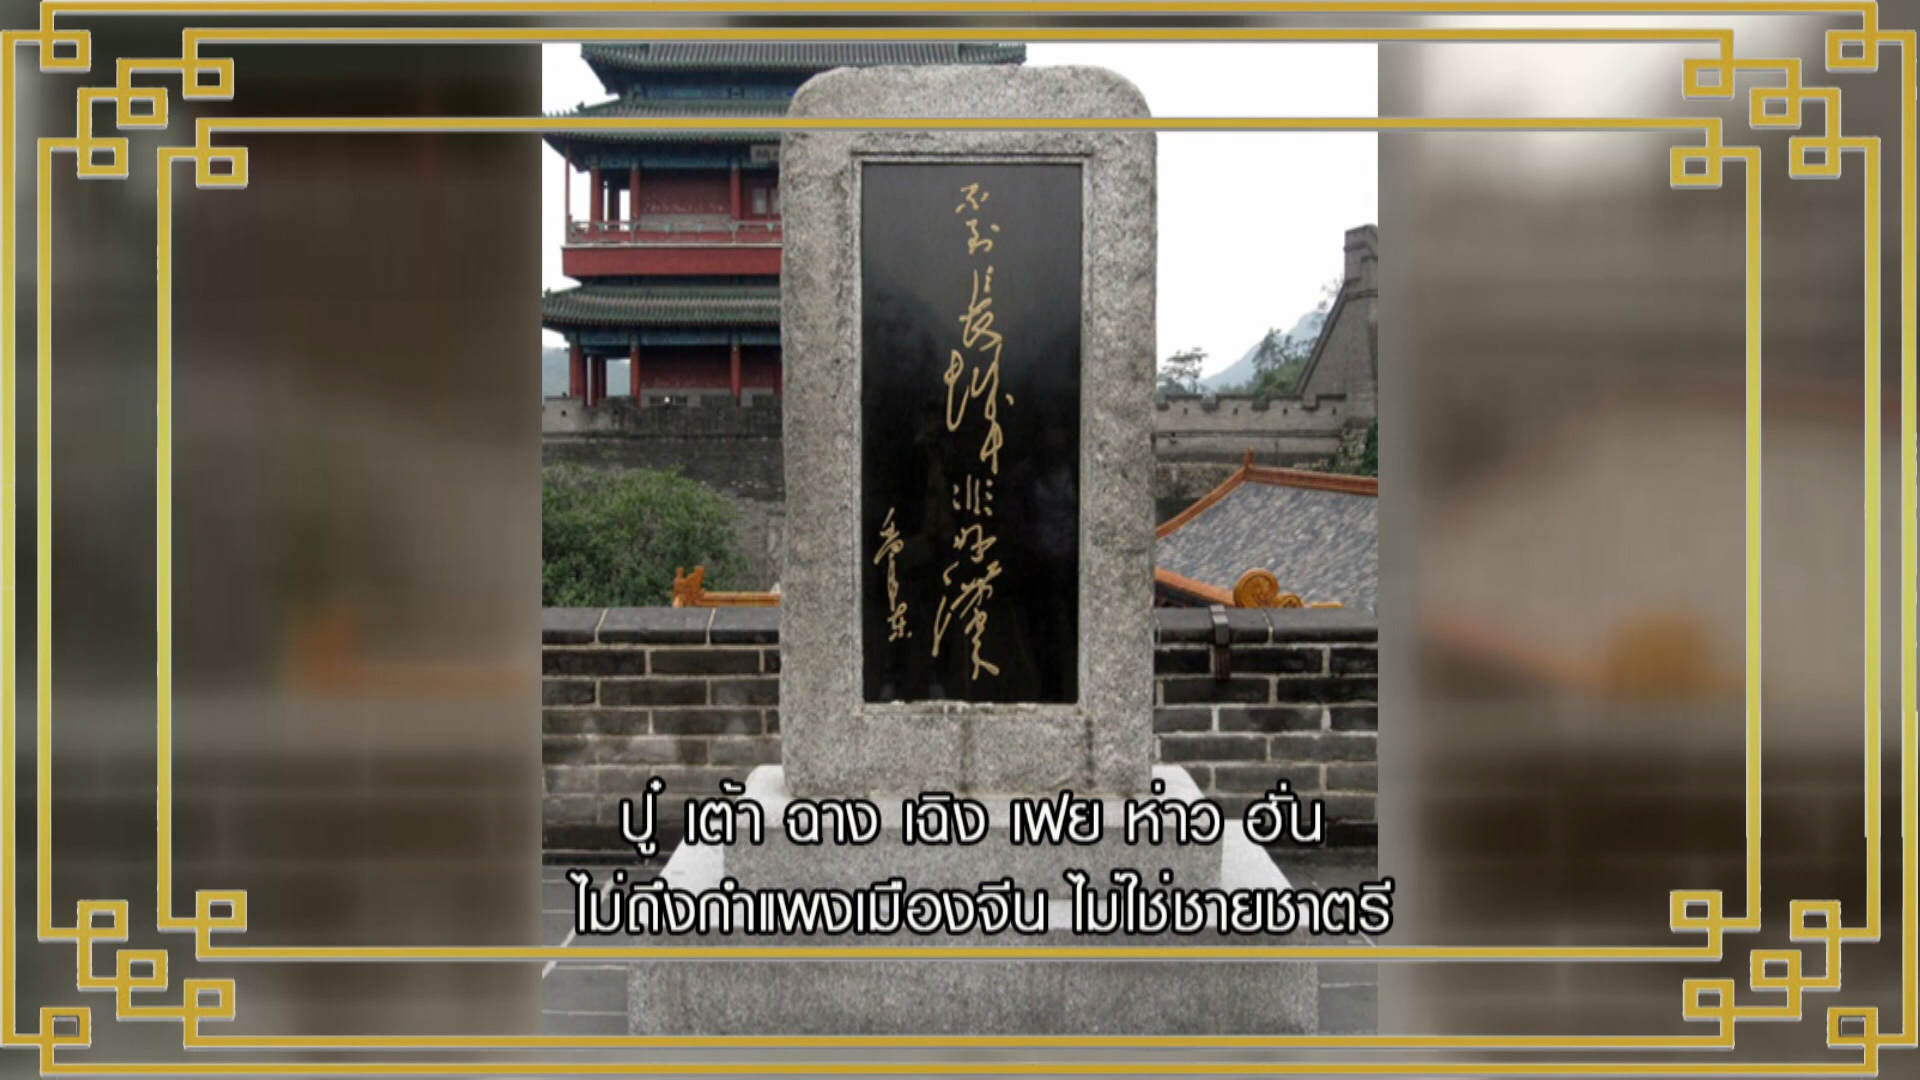 不到長城非好漢
毛澤东
ปู๋ เต้า ฉาง เฉิง เฟย ห่าว ฮั่น
ไม่ถึงกำแพงเมืองจีน ไม่ใช่ชายชาตรี